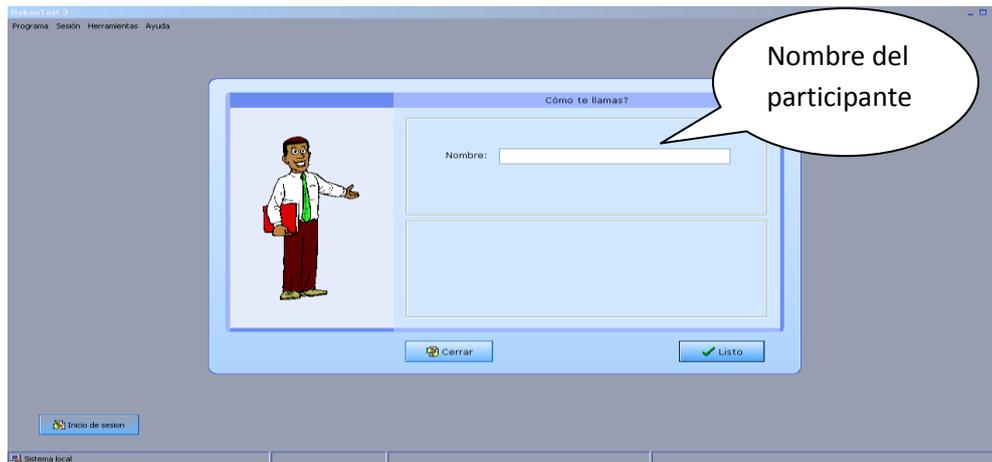 RekenTest 3
Programa Sesión Herramientas Ayuda
Nombre del
participante
Cómo te llamas?
Nombre:
Cerrar
Listo
Inicio de sesion
Sistema local